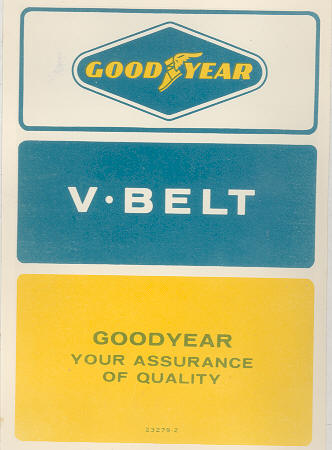 GOODYEAR
V·BELT
GOODYEAR
YOUR ASSURANCE
OF QUALITY
23279-2